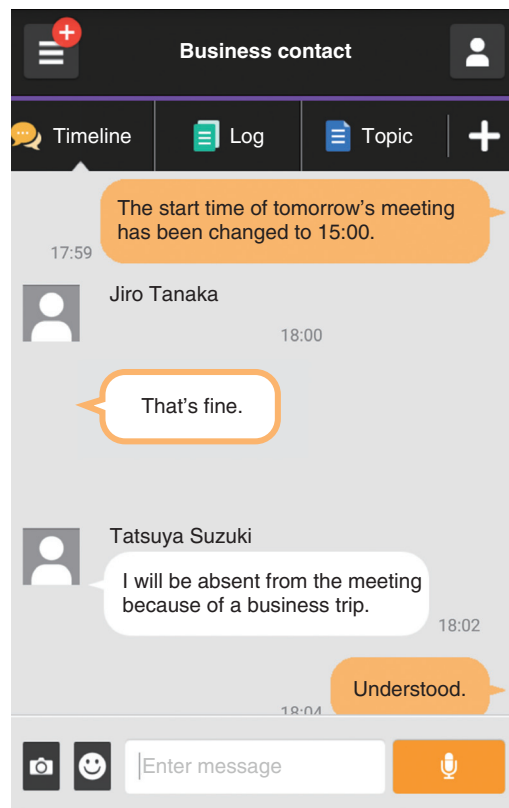 Business contact
Timeline
Log
Topic
The start time of tomorrow's meeting
has been changed to 15:00.
17:59
Jiro Tanaka
18:00
That's fine.
Tatsuya Suzuki
I will be absent from the meeting
because of a business trip.
18:02
Understood.
18:04
Enter message